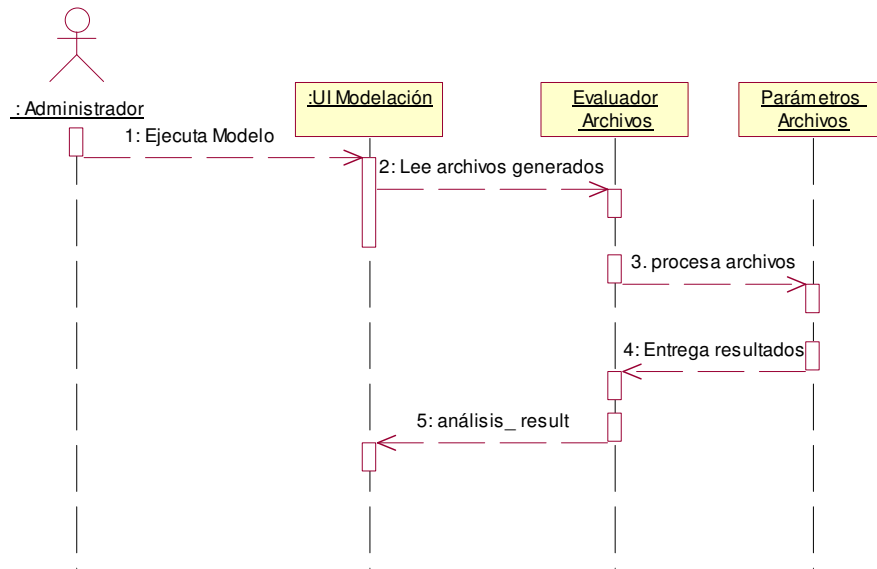 : Administrador
:UI Modelación
Evaluador
Archivos
Parámetros
Archivos
1: Ejecuta Modelo
2: Lee archivos generados
3. procesa archivos
4: Entrega resultados
5: análisis_ result